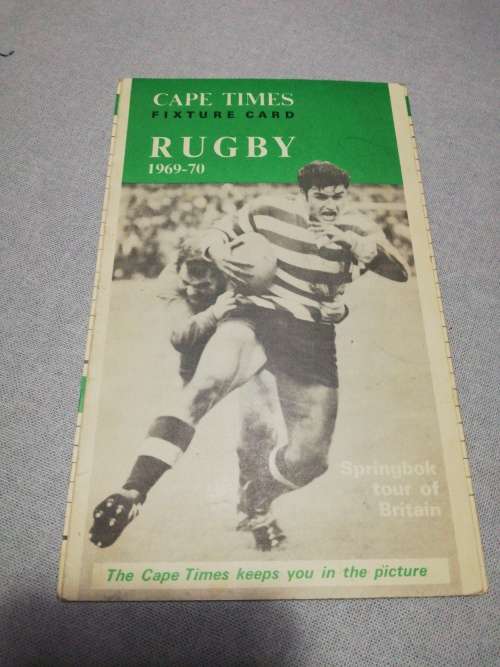 CAPE TIMES
FIXTURE CARD
RUGBY
1969-70
Springbok
tour of
Britain
The Cape Times keeps you in the picture